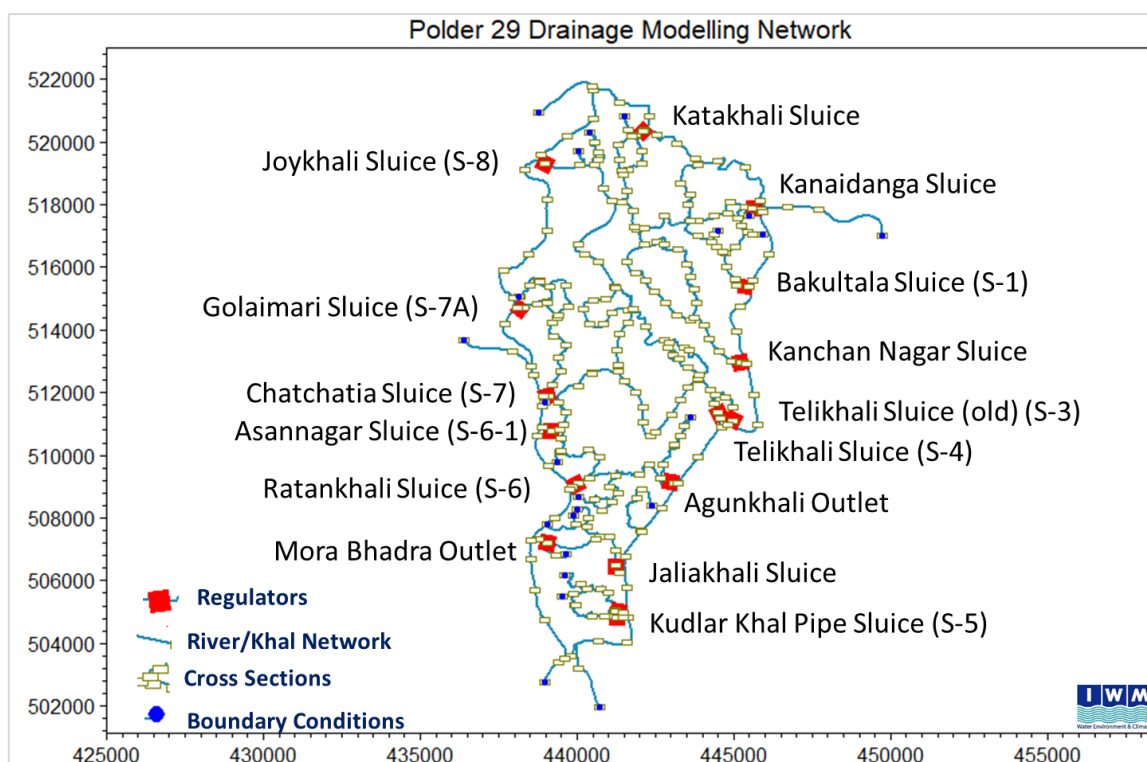 Polder 29 Drainage Modelling Network
522000
520000
518000
516000
514000
512000
510000
508000
506000
504000
502000
Katakhali Sluice
Joykhali Sluice (S-8)
Kanaidanga Sluice
Bakultala Sluice (S-1)
Golaimari Sluice (S-7A)
Kanchan Nagar Sluice
Chatchatia Sluice (S-7)
Telikhali Sluice (old) (S-3)
Asannagar Sluice (S-6-1)
Telikhali Sluice (S-4)
Ratankhali Sluice (S-6)
Agunkhali Outlet
Mora Bhadra Outlet
Jaliakhali Sluice
Kudlar Khal Pipe Sluice (S-5)
Regulators
River/Khal Network
Cross Sections
Boundary Conditions
IWM
Water Environment & Clima
425000 430000 435000 440000 445000 450000 455000